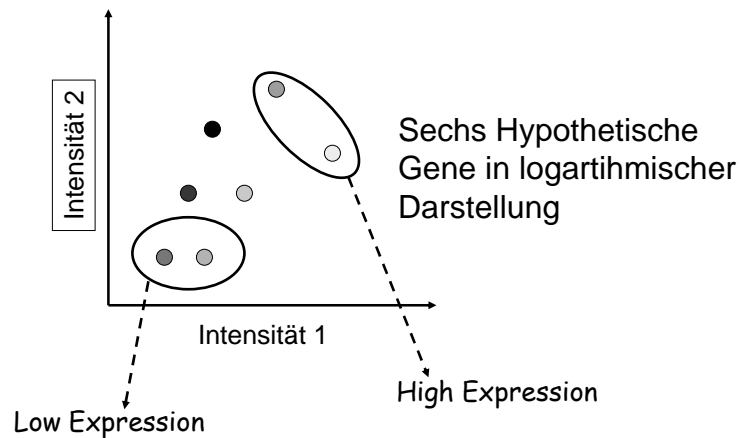 Intensität 2
Sechs Hypothetische
Gene in logartihmischer
Darstellung
Intensität 1
High Expression
Low Expression